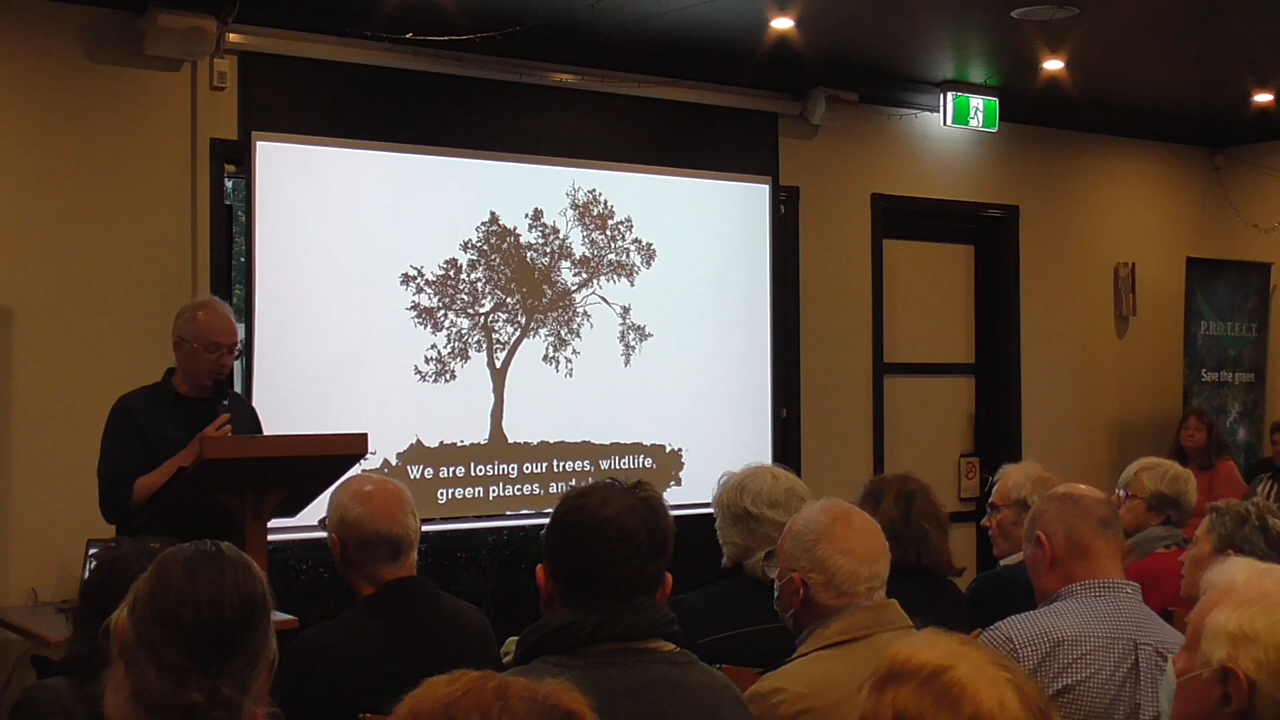 We are losing our trees, wildlife,
green places, and
P.R.O.T.E.C.T.
Save the green